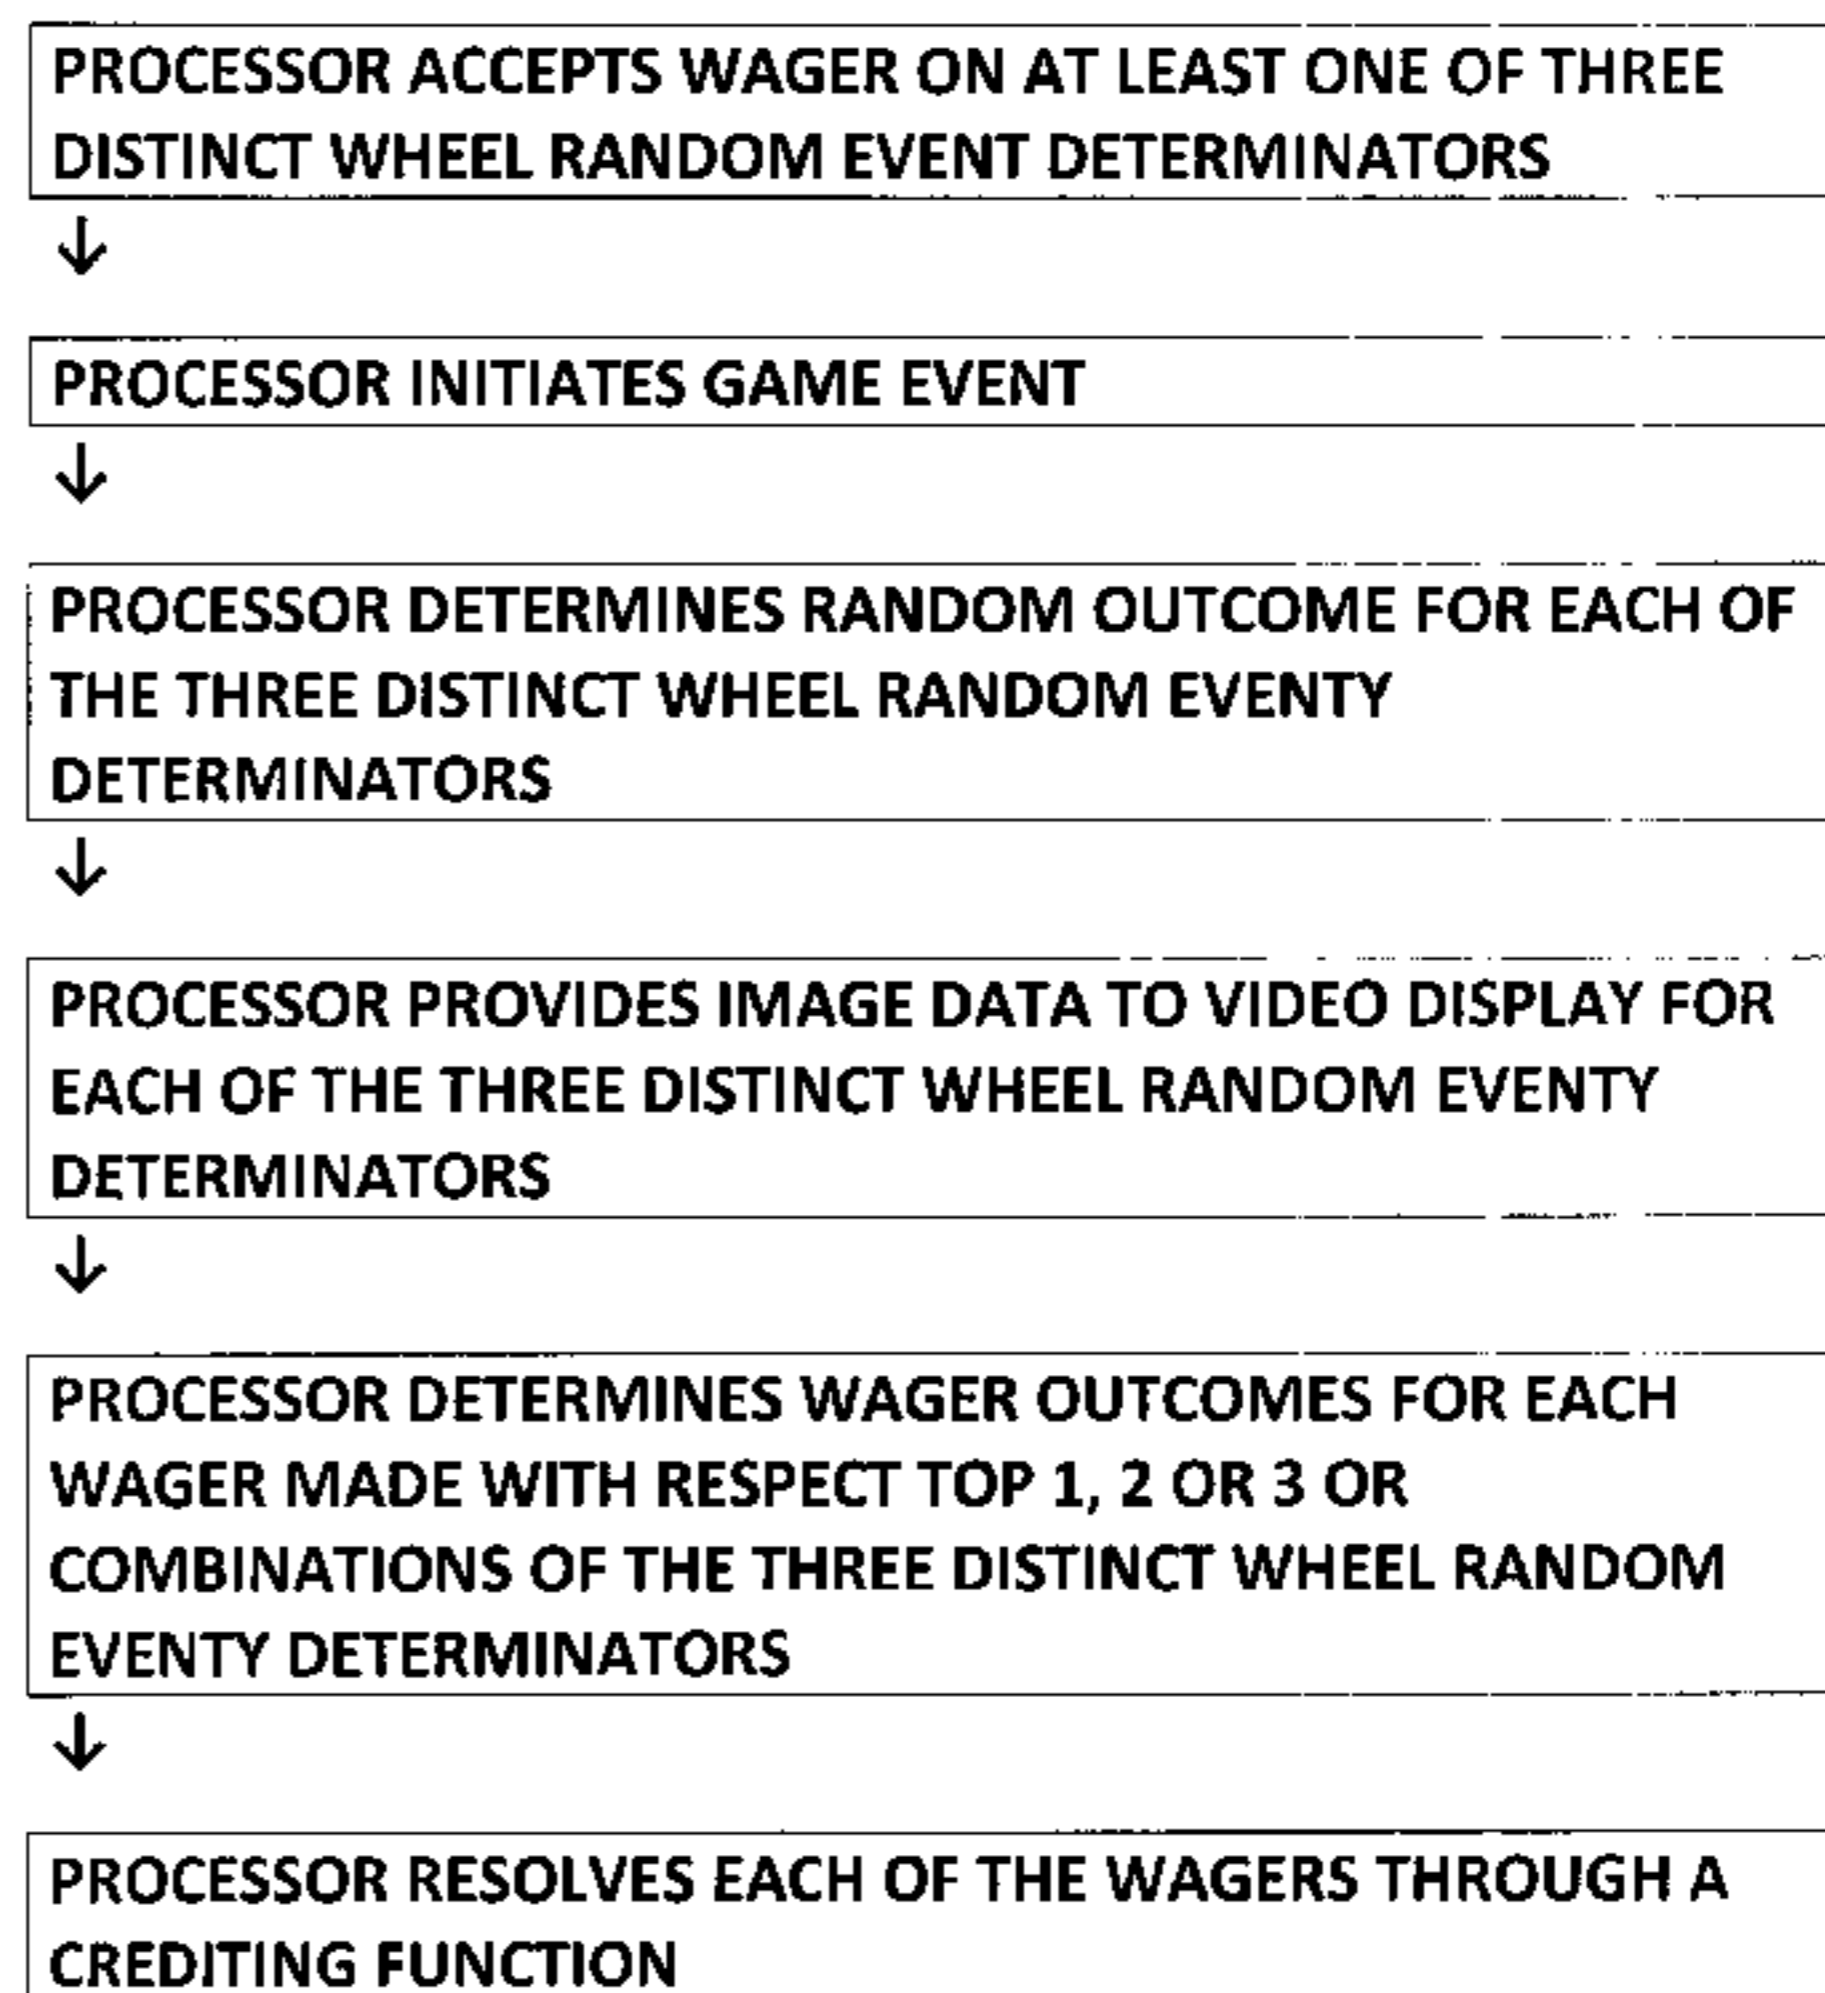 PROCESSOR ACCEPTS WAGER ON AT LEAST ONE OF THREE
DISTINCT WHEEL RANDOM EVENT DETERMINATORS
↓
PROCESSOR INITIATES GAME EVENT
↓
PROCESSOR DETERMINES RANDOM OUTCOME FOR EACH OF
THE THREE DISTINCT WHEEL RANDOM EVENTY
DETERMINATORS
↓
PROCESSOR PROVIDES IMAGE DATA TO VIDEO DISPLAY FOR
EACH OF THE THREE DISTINCT WHEEL RANDOM EVENTY
DETERMINATORS
↓
PROCESSOR DETERMINES WAGER OUTCOMES FOR EACH
WAGER MADE WITH RESPECT TOP 1, 2 OR 3 OR
COMBINATIONS OF THE THREE DISTINCT WHEEL RANDOM
EVENTY DETERMINATORS
↓
PROCESSOR RESOLVES EACH OF THE WAGERS THROUGH A
CREDITING FUNCTION